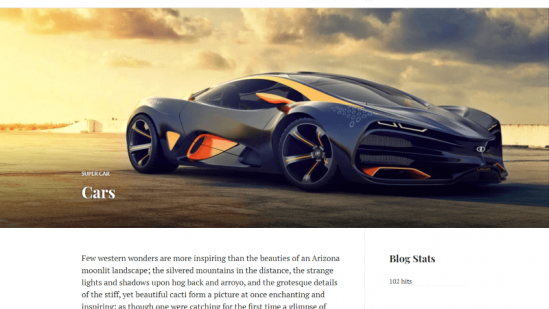 SUPER CAR
Cars
Few western wonders are more inspiring than the beauties of an Arizona
moonlit landscape; the silvered mountains in the distance, the strange
lights and shadows upon hog back and arroyo, and the grotesque details
of the stiff, yet beautiful cacti form a picture at once enchanting and
inspiring; as though one were catching for the first time a glimpse of
Blog Stats
102 hits